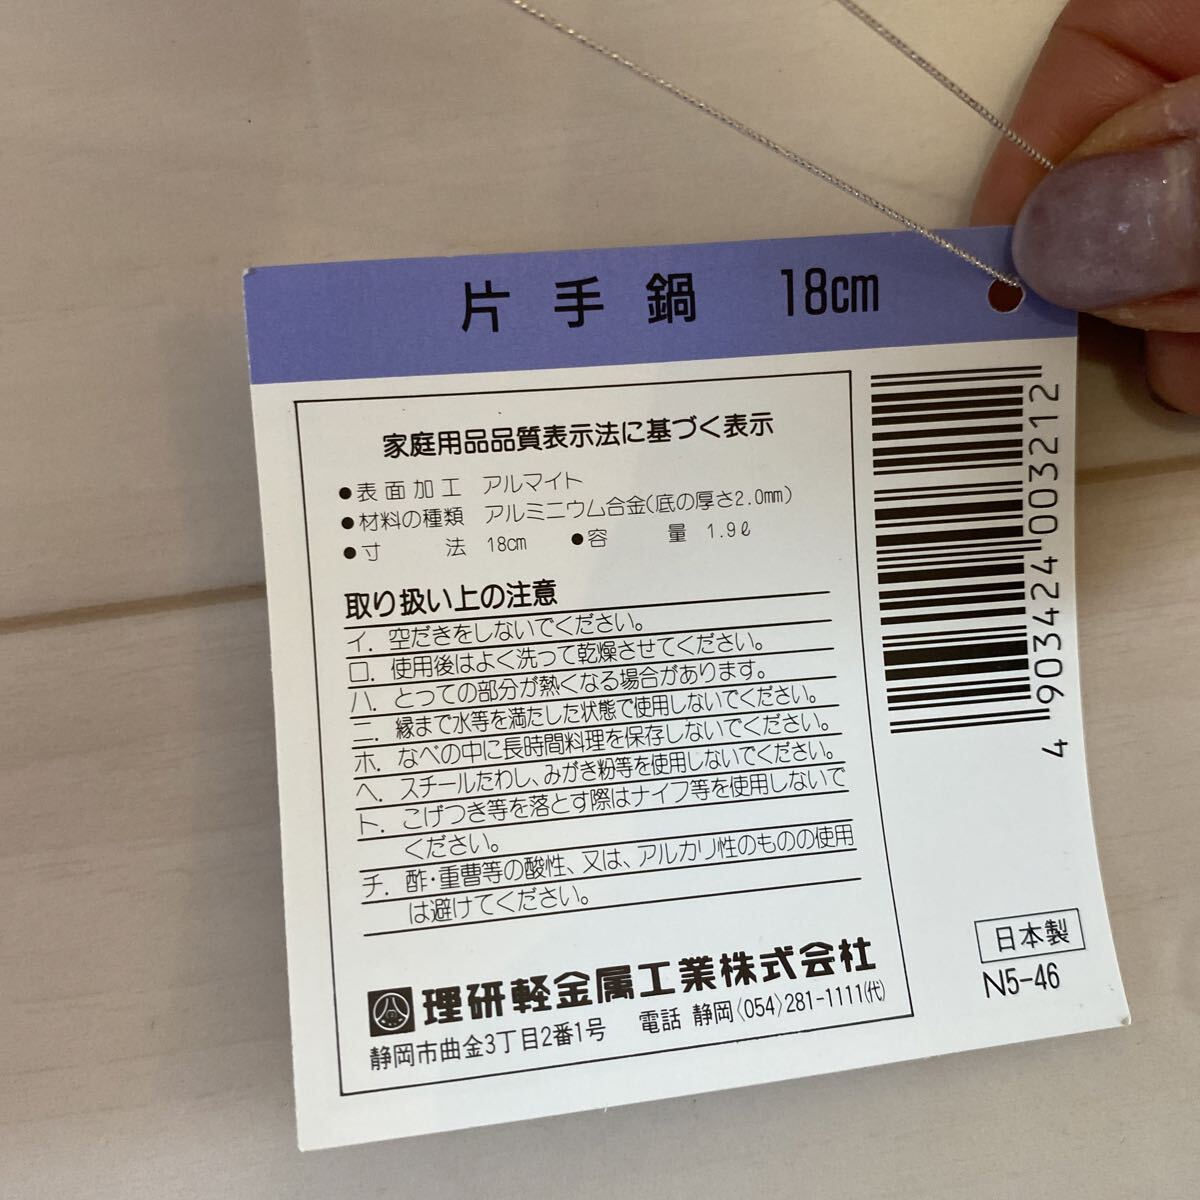 片手鍋 18cm
家庭用品品質表示法に基づく表示
●表面加工 アルマイト
●材料の種類 アルミニウム合金(底の厚さ2.0mm)
●寸法 18cm ●容量 1.9ℓ
取り扱い上の注意
イ. 空だきをしないでください。
ロ. 使用後はよく洗って乾燥させてください。
ハ. とっての部分が熱くなる場合があります。
ニ. 縁まで水等を満たした状態で使用しないでください。
ホ. なべの中に長時間料理を保存しないでください。
ヘ. スチールたわし、みがき粉等を使用しないでください。
ト. こげつき等を落とす際はナイフ等を使用しないで
ください。
チ. 酢・重曹等の酸性、又は、アルカリ性のものの使用
は避けてください。
理研軽金属工業株式会社
静岡市曲金3丁目2番1号 電話 静岡〈054〉281-1111(代)
4903424003212
日本製
N5-46